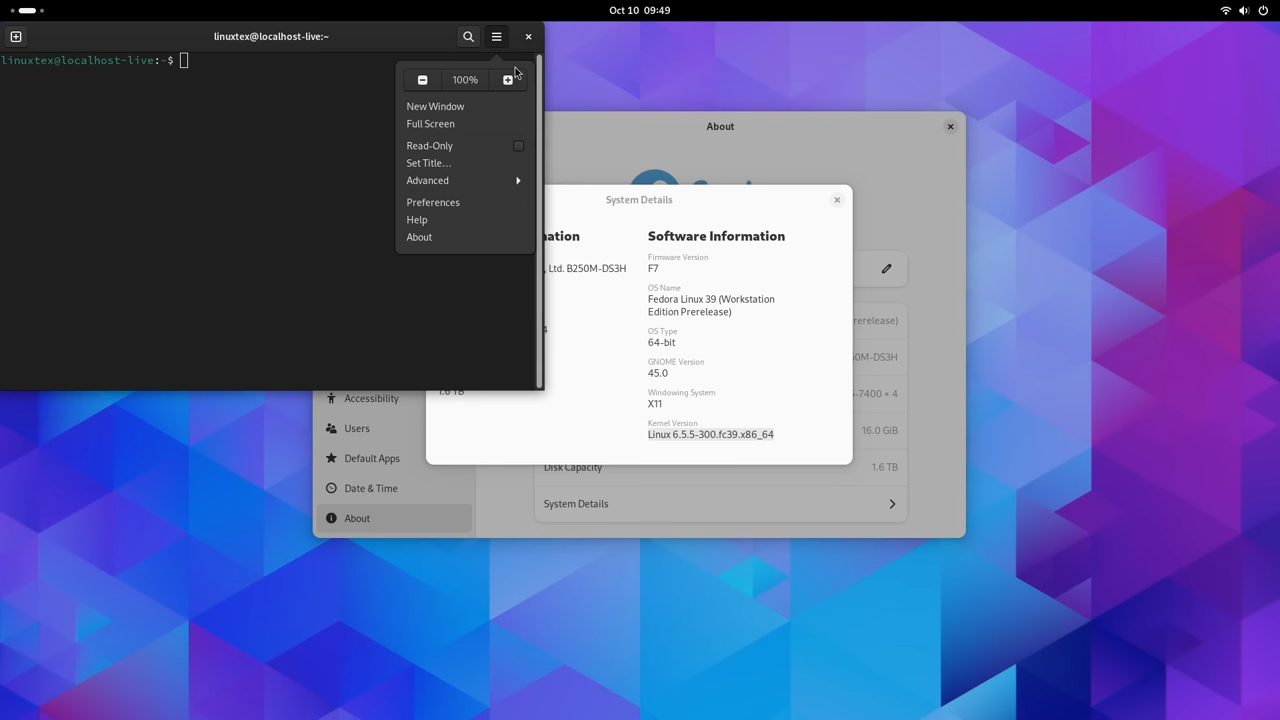 Oct 10 09:49
linuxtex@localhost-live:~
linuxtex@localhost-live:~$
100%
New Window
Full Screen
Read-Only
Set Title…
Advanced
Preferences
Help
About
About
System Details
Software Information
Ltd. B250M-DS3H
Firmware Version
F7
OS Name
Fedora Linux 39 (Workstation
Edition Prerelease)
OS Type
64-bit
GNOME Version
45.0
Windowing System
X11
Kernel Version
Linux 6.5.5-300.fc39.x86_64
1.6 TB
-7400 × 4
16.0 GiB
Disk Capacity
1.6 TB
System Details
Accessibility
Users
Default Apps
Date & Time
About